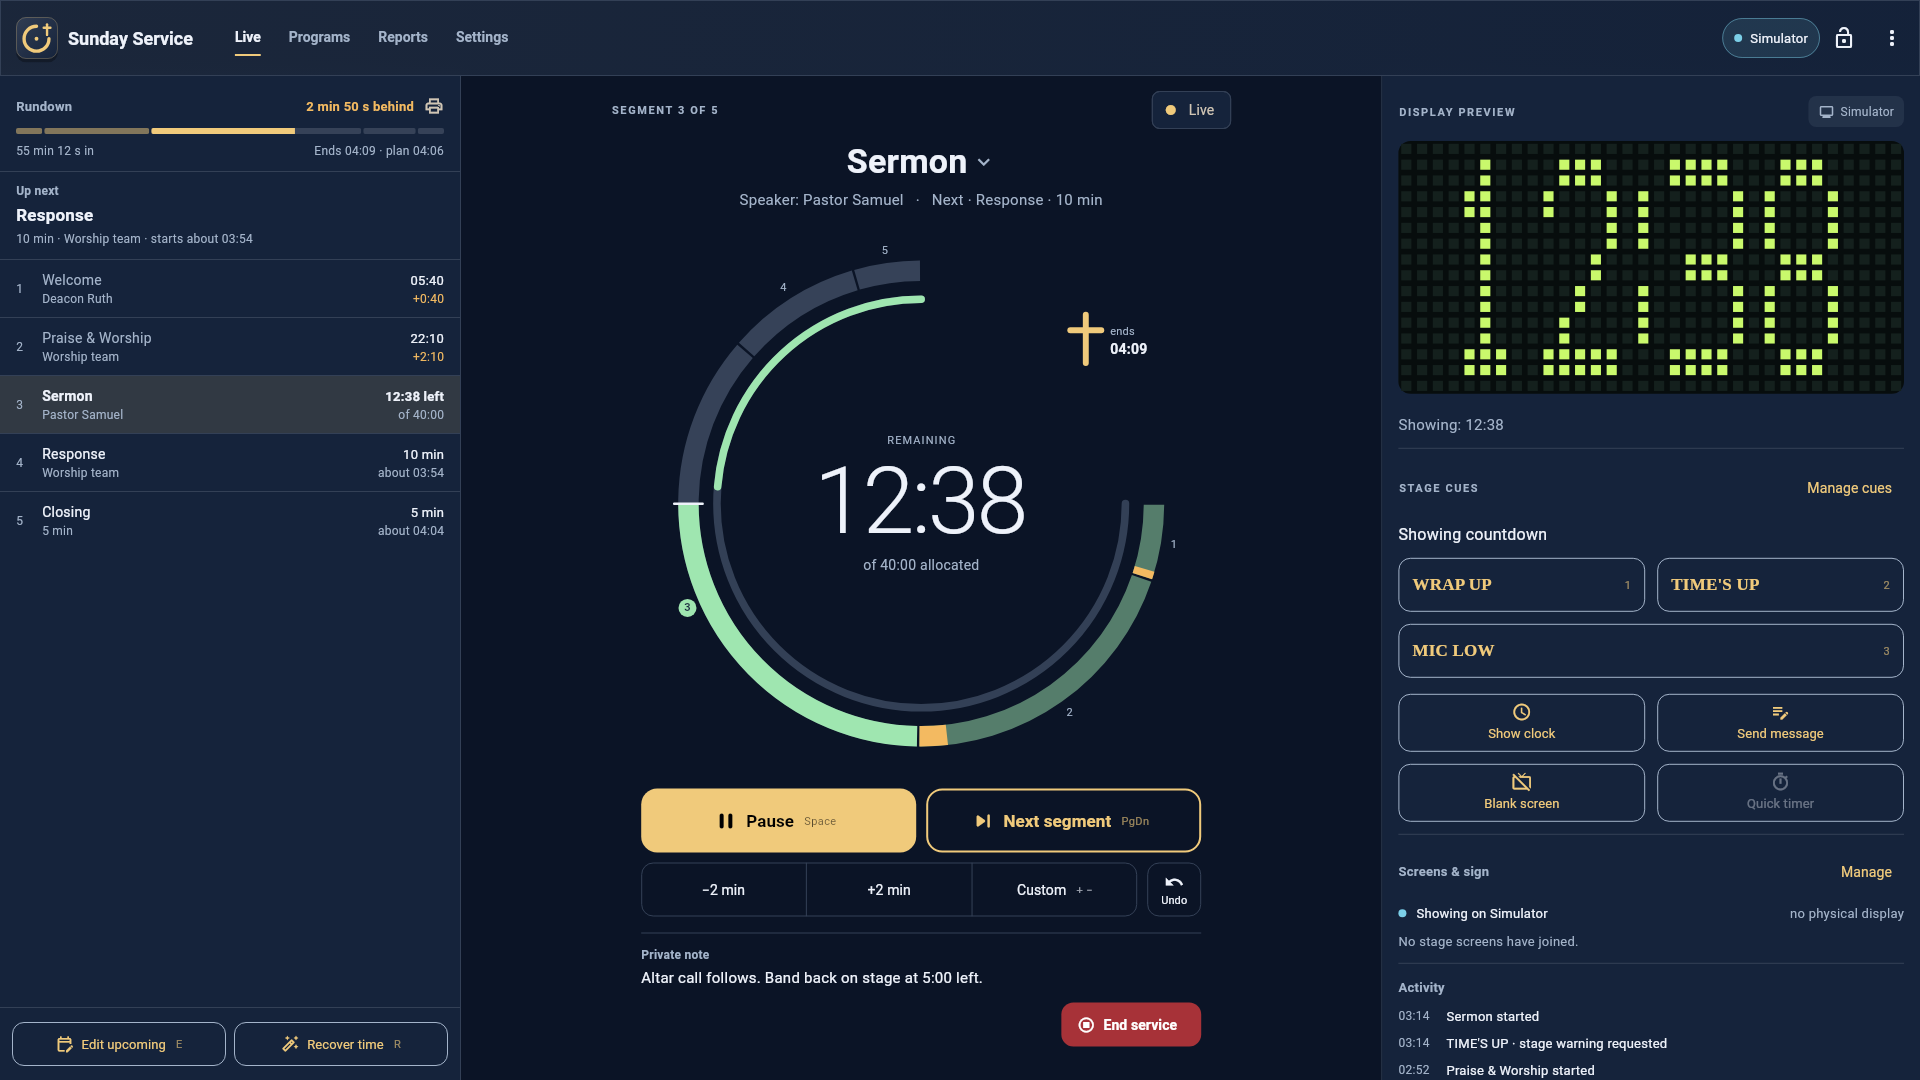 Sunday Service
Live
Programs
Reports
Settings
Simulator
Rundown
2 min 50 s behind
55 min 12 s in
Ends 04:09 · plan 04:06
Up next
Response
10 min · Worship team · starts about 03:54
1
Welcome
05:40
Deacon Ruth
+0:40
2
Praise & Worship
22:10
Worship team
+2:10
3
Sermon
12:38 left
Pastor Samuel
of 40:00
4
Response
10 min
Worship team
about 03:54
5
Closing
5 min
5 min
about 04:04
Edit upcoming E
Recover time R
SEGMENT 3 OF 5
Live
Sermon
Speaker: Pastor Samuel · Next · Response · 10 min
5
4
ends
04:09
REMAINING
12:38
of 40:00 allocated
1
3
2
Pause Space
Next segment PgDn
−2 min
+2 min
Custom + −
Undo
Private note
Altar call follows. Band back on stage at 5:00 left.
End service
DISPLAY PREVIEW
Simulator
12:38
Showing: 12:38
STAGE CUES
Manage cues
Showing countdown
WRAP UP 1
TIME'S UP 2
MIC LOW 3
Show clock
Send message
Blank screen
Quick timer
Screens & sign
Manage
Showing on Simulator
no physical display
No stage screens have joined.
Activity
03:14 Sermon started
03:14 TIME'S UP · stage warning requested
02:52 Praise & Worship started